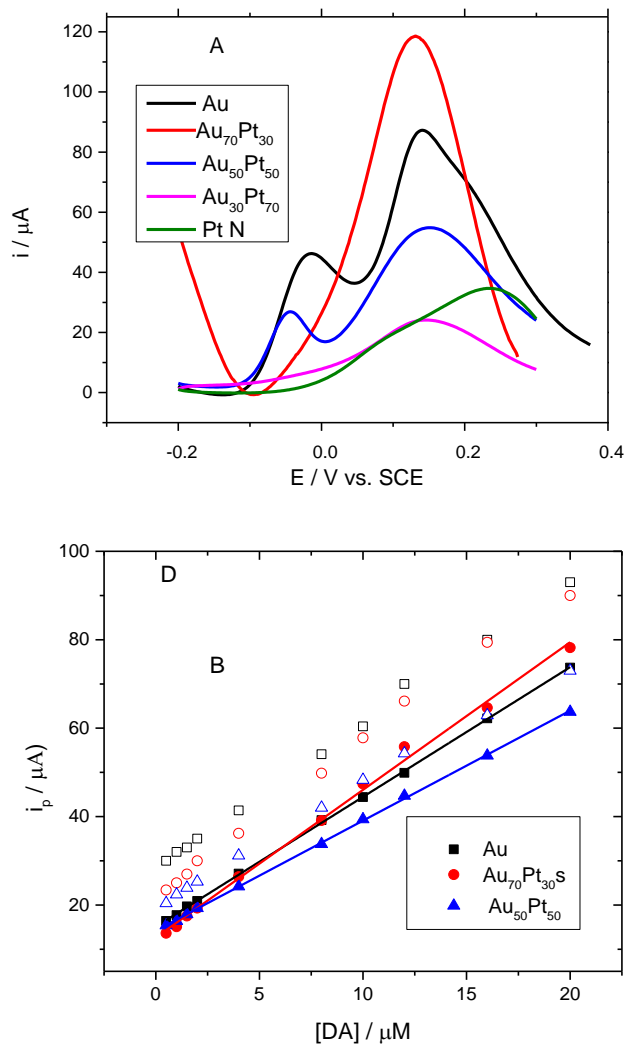 A
120
100
80
60
40
20
0
i / μA
Au
Au₇₀Pt₃₀
Au₅₀Pt₅₀
Au₃₀Pt₇₀
Pt N
-0.2 0.0 0.2 0.4
E / V vs. SCE
D
B
100
80
60
40
20
iₚ / μA)
Au
Au₇₀Pt₃₀s
Au₅₀Pt₅₀
0 5 10 15 20
[DA] / μM